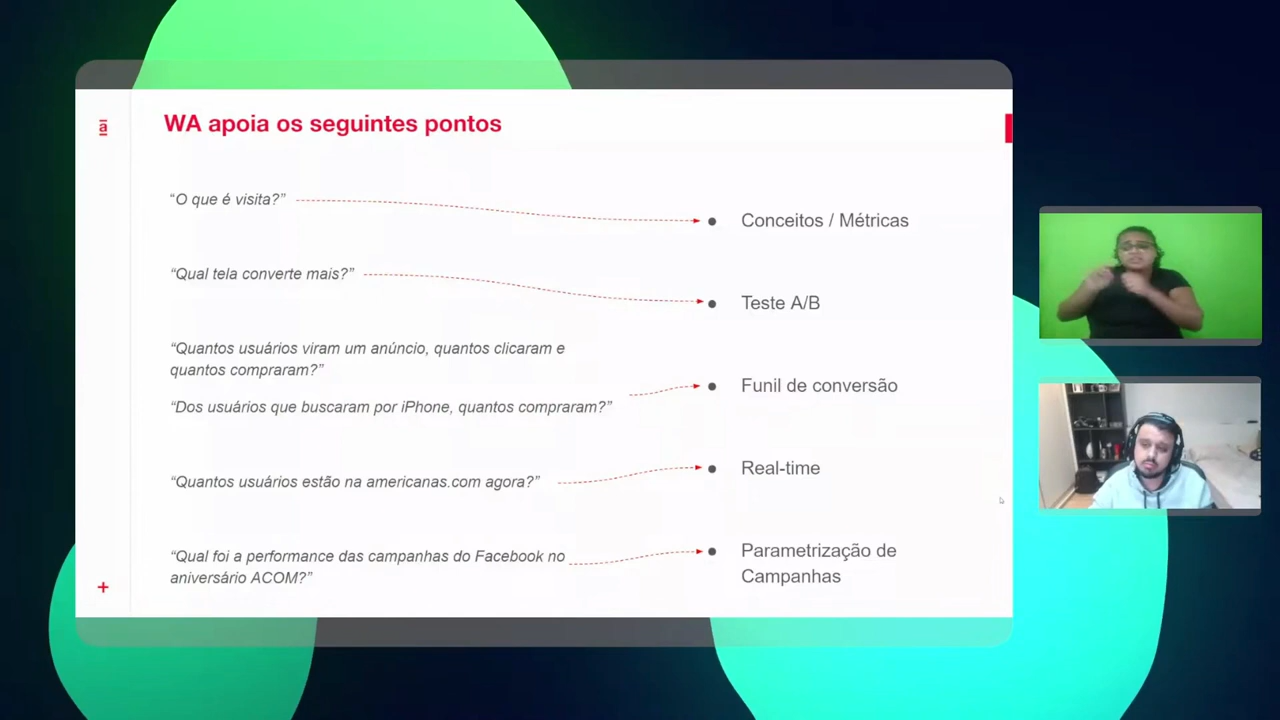 ā
WA apoia os seguintes pontos
“O que é visita?”
Conceitos / Métricas
“Qual tela converte mais?”
Teste A/B
“Quantos usuários viram um anúncio, quantos clicaram e
quantos compraram?”
“Dos usuários que buscaram por iPhone, quantos compraram?”
Funil de conversão
“Quantos usuários estão na americanas.com agora?”
Real-time
“Qual foi a performance das campanhas do Facebook no
aniversário ACOM?”
Parametrização de
Campanhas
+